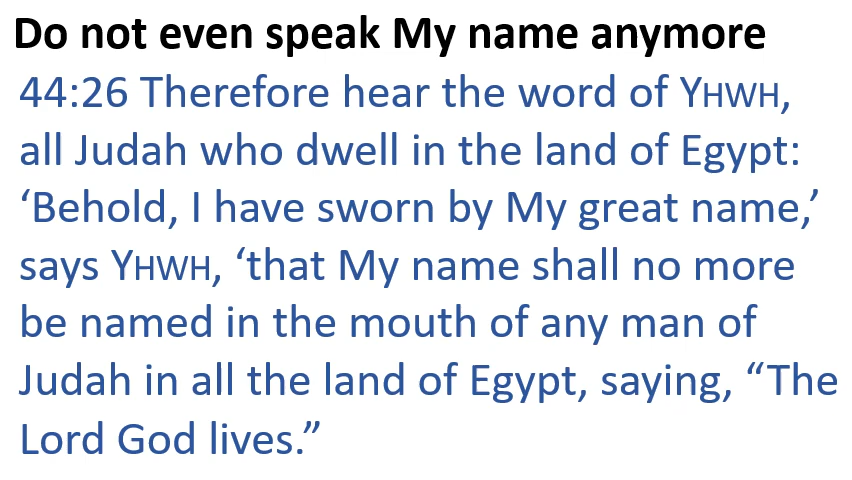 Do not even speak My name anymore
44:26 Therefore hear the word of YHWH,
all Judah who dwell in the land of Egypt:
‘Behold, I have sworn by My great name,’
says YHWH, ‘that My name shall no more
be named in the mouth of any man of
Judah in all the land of Egypt, saying, “The
Lord God lives.”